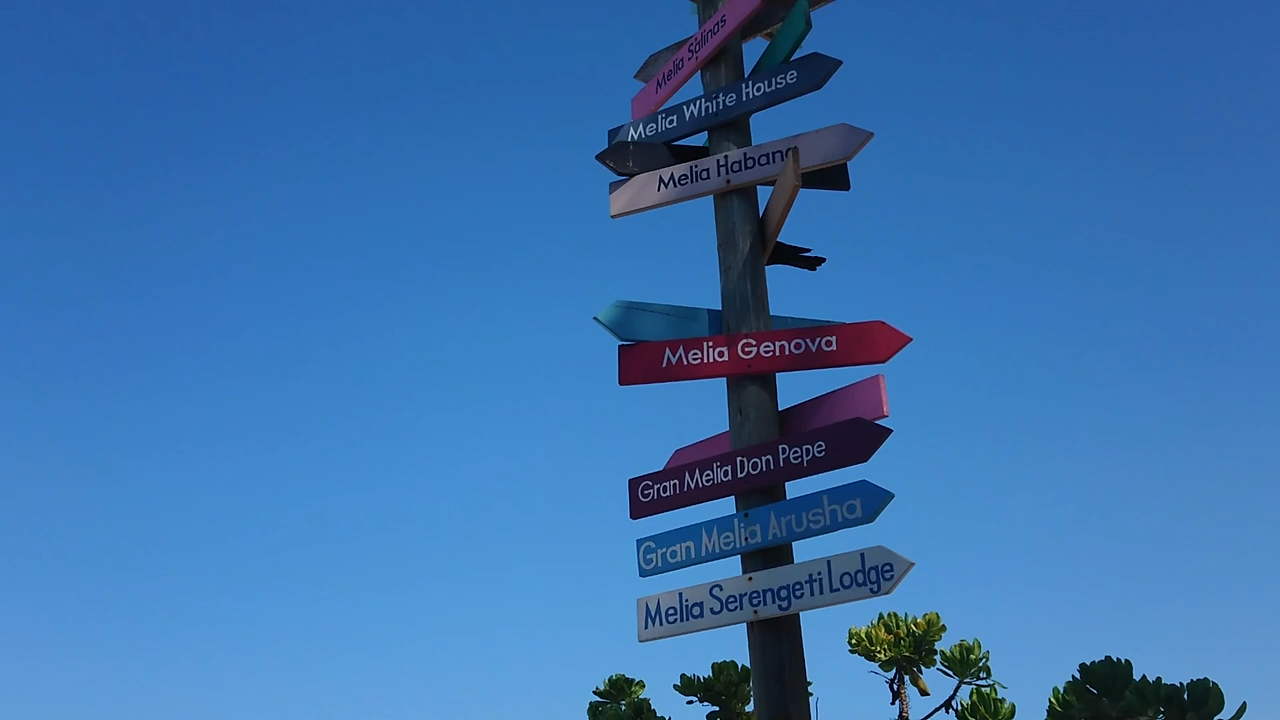 Melia Salinas
Melia White House
Melia Habana
Melia Genova
Gran Melia Don Pepe
Gran Melia Arusha
Melia Serengeti Lodge